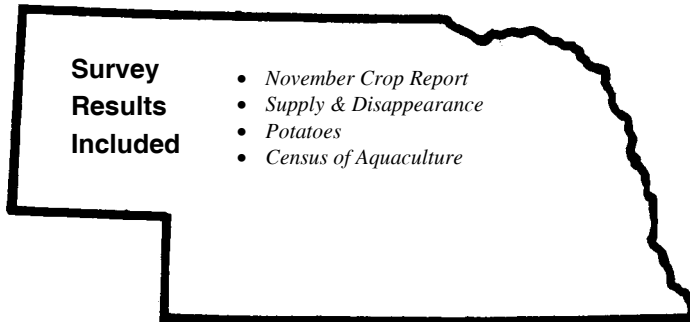 Survey
Results
Included
• November Crop Report
• Supply & Disappearance
• Potatoes
• Census of Aquaculture